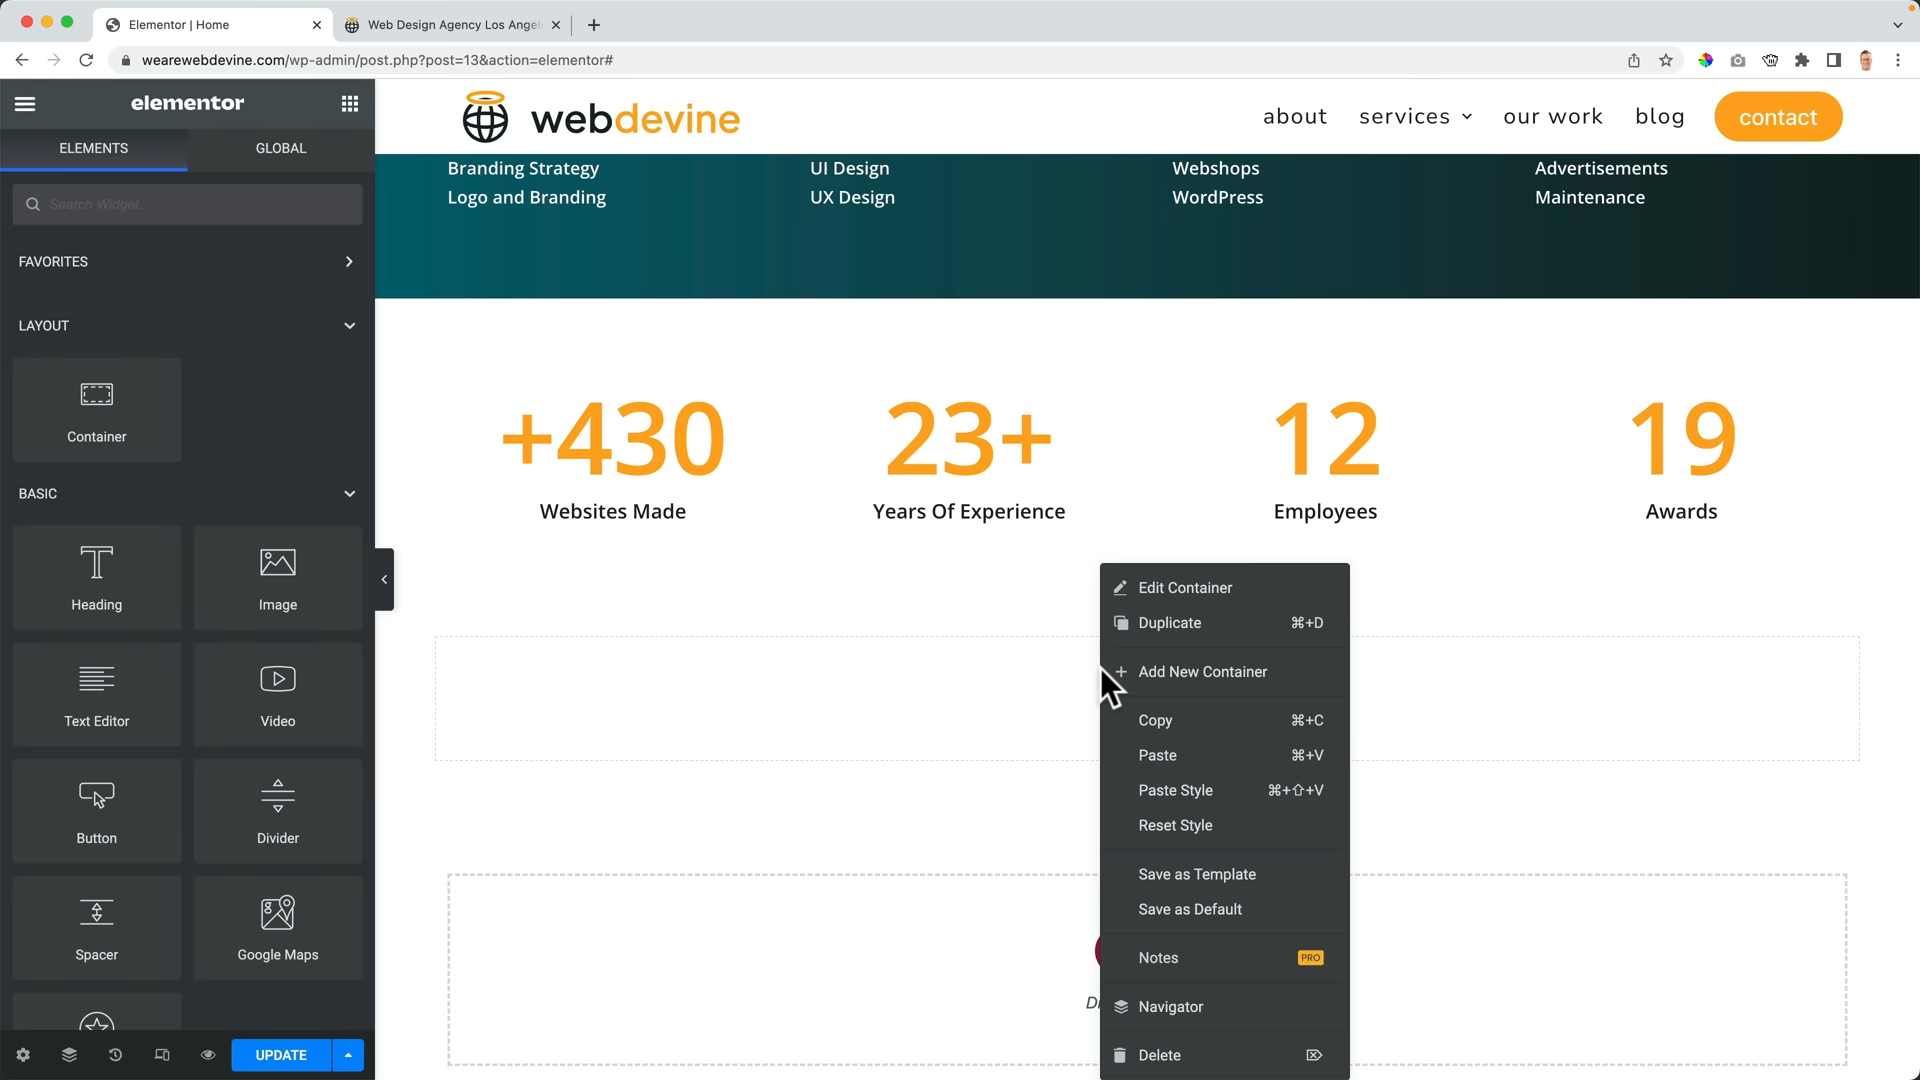 Elementor | Home
Web Design Agency Los Angel
wearewebdevine.com/wp-admin/post.php?post=13&action=elementor#
elementor
ELEMENTS
GLOBAL
Search Widget...
FAVORITES
LAYOUT
Container
BASIC
Heading
Image
Text Editor
Video
Button
Divider
Spacer
Google Maps
UPDATE
webdevine
about
services
our work
blog
contact
Branding Strategy
UI Design
Webshops
Advertisements
Logo and Branding
UX Design
WordPress
Maintenance
+430
23+
12
19
Websites Made
Years Of Experience
Employees
Awards
Edit Container
Duplicate ⌘+D
Add New Container
Copy ⌘+C
Paste ⌘+V
Paste Style ⌘+⇧+V
Reset Style
Save as Template
Save as Default
Notes PRO
Navigator
Delete ⌦